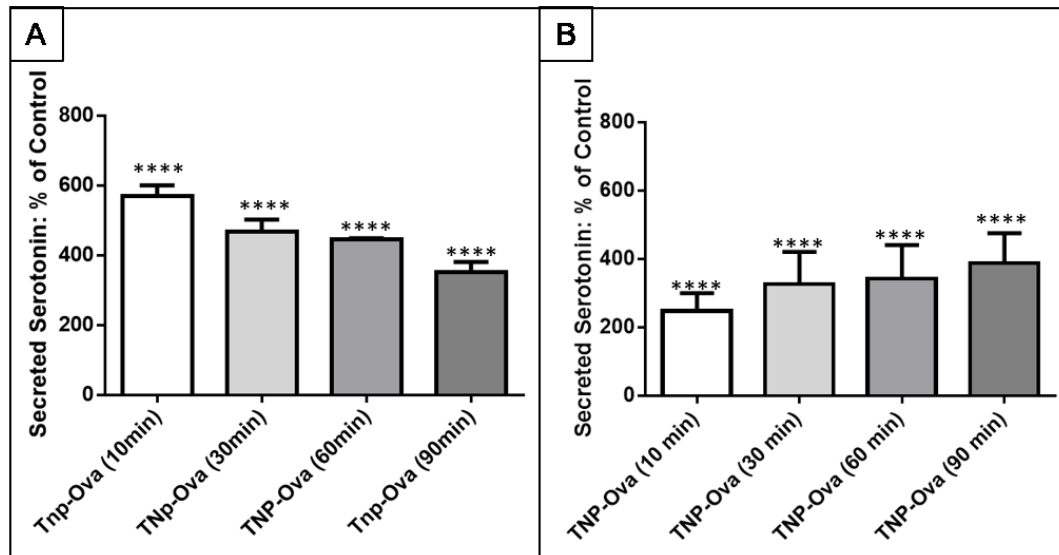 A
Secreted Serotonin: % of Control
800
600
400
200
0
****
****
****
****
Tnp-Ova (10min)
TNp-Ova (30min)
TNP-Ova (60min)
Tnp-Ova (90min)
B
Secreted Serotonin: % of Control
800
600
400
200
0
****
****
****
****
TNP-Ova (10 min)
TNP-Ova (30 min)
TNP-Ova (60 min)
TNP-Ova (90 min)